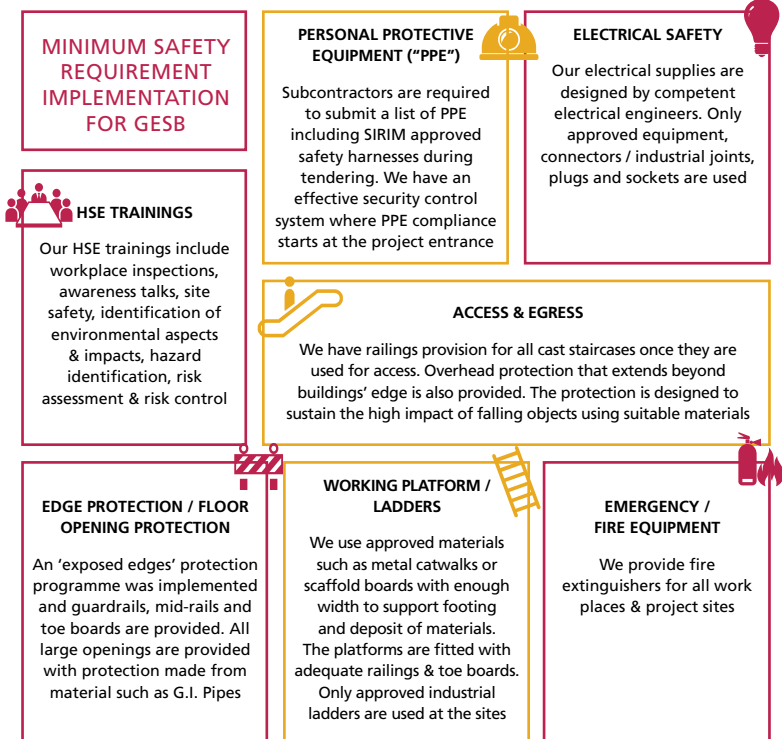 MINIMUM SAFETY
REQUIREMENT
IMPLEMENTATION
FOR GESB
PERSONAL PROTECTIVE
EQUIPMENT (“PPE”)
Subcontractors are required
to submit a list of PPE
including SIRIM approved
safety harnesses during
tendering. We have an
effective security control
system where PPE compliance
starts at the project entrance
ELECTRICAL SAFETY
Our electrical supplies are
designed by competent
electrical engineers. Only
approved equipment,
connectors / industrial joints,
plugs and sockets are used
HSE TRAININGS
Our HSE trainings include
workplace inspections,
awareness talks, site
safety, identification of
environmental aspects
& impacts, hazard
identification, risk
assessment & risk control
ACCESS & EGRESS
We have railings provision for all cast staircases once they are
used for access. Overhead protection that extends beyond
buildings’ edge is also provided. The protection is designed to
sustain the high impact of falling objects using suitable materials
EDGE PROTECTION / FLOOR
OPENING PROTECTION
An ‘exposed edges’ protection
programme was implemented
and guardrails, mid-rails and
toe boards are provided. All
large openings are provided
with protection made from
material such as G.I. Pipes
WORKING PLATFORM /
LADDERS
We use approved materials
such as metal catwalks or
scaffold boards with enough
width to support footing
and deposit of materials.
The platforms are fitted with
adequate railings & toe boards.
Only approved industrial
ladders are used at the sites
EMERGENCY /
FIRE EQUIPMENT
We provide fire
extinguishers for all work
places & project sites